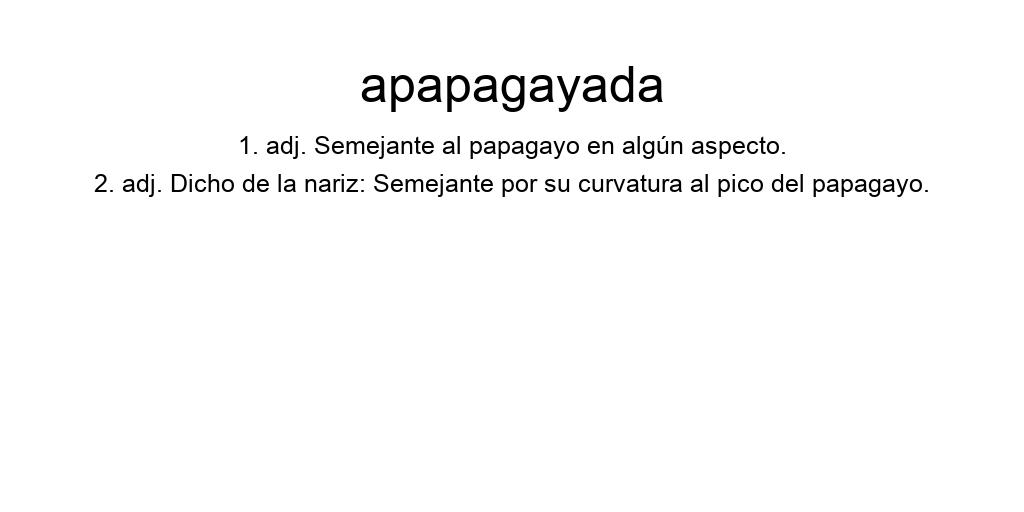 apapagayada
1. adj. Semejante al papagayo en algún aspecto.
2. adj. Dicho de la nariz: Semejante por su curvatura al pico del papagayo.